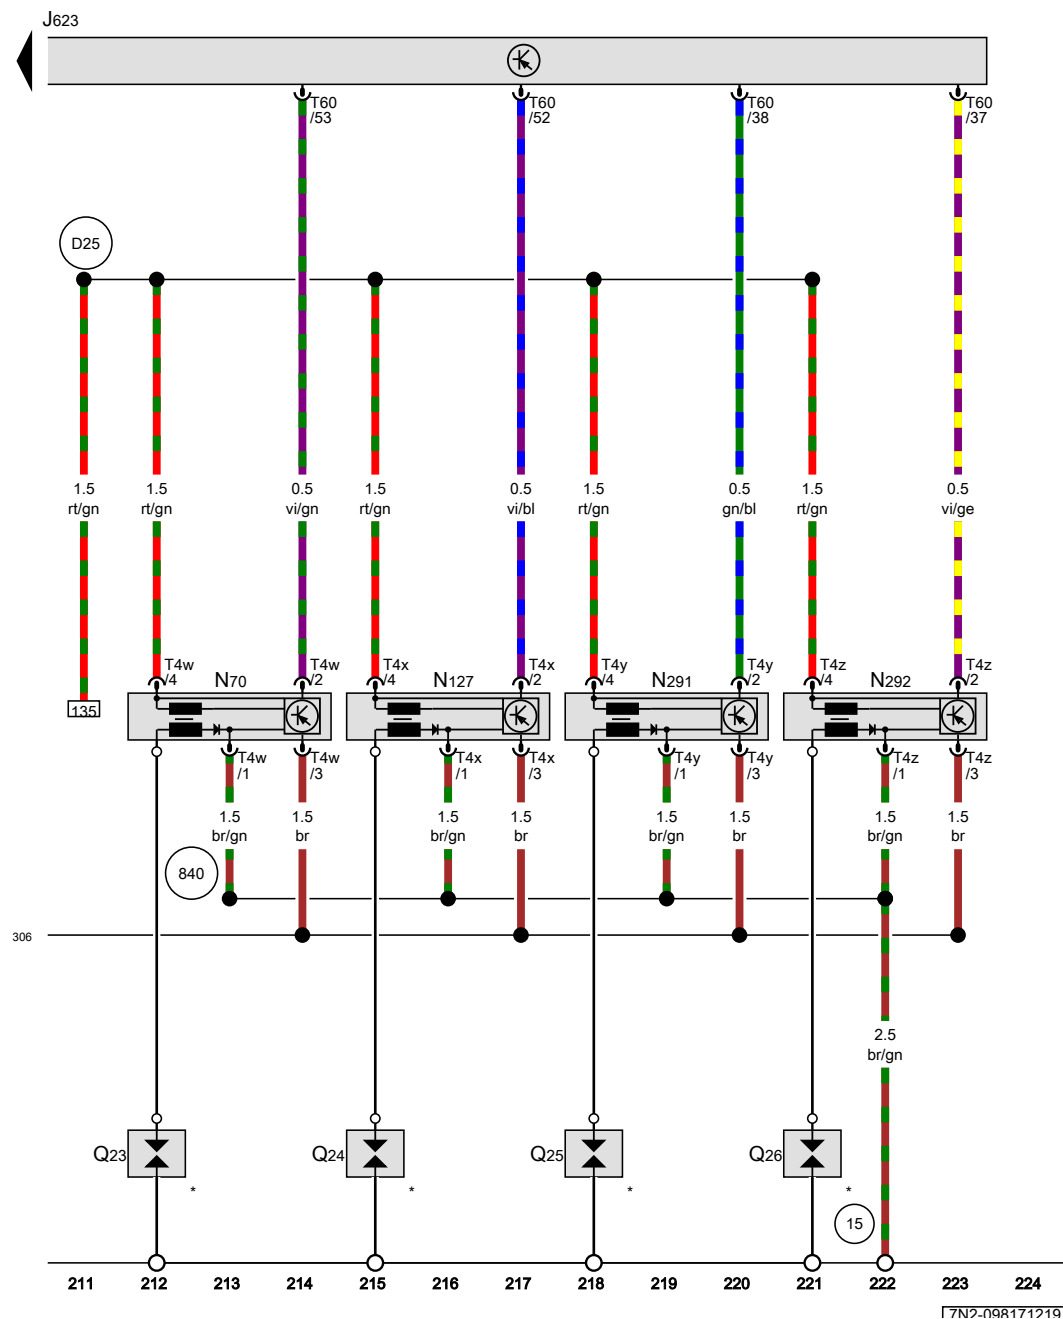 J623
T60 T60 T60 T60
/53 /52 /38 /37
D25
1.5 1.5 0.5 1.5 0.5 1.5 0.5 1.5 0.5
rt/gn rt/gn vi/gn rt/gn vi/bl rt/gn gn/bl rt/gn vi/ge
T4w T4w T4x T4x T4y T4y T4z T4z
/4 N70 /2 /4 N127 /2 /4 N291 /2 /4 N292 /2
135
T4w T4w T4x T4x T4y T4y T4z T4z
/1 /3 /1 /3 /1 /3 /1 /3
1.5 1.5 1.5 1.5 1.5 1.5 1.5 1.5
br/gn br br/gn br br/gn br br/gn br
840
306
2.5
br/gn
Q23 Q24 Q25 Q26
* * * *
15
211 212 213 214 215 216 217 218 219 220 221 222 223 224
7N2-098171219